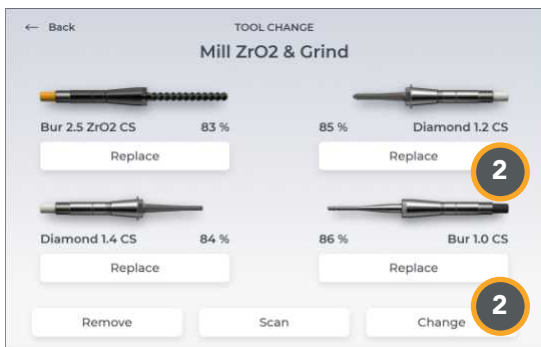 ← Back
TOOL CHANGE
Mill ZrO2 & Grind
Bur 2.5 ZrO2 CS 83 %
85 % Diamond 1.2 CS
Replace
Replace
2
Diamond 1.4 CS 84 %
86 % Bur 1.0 CS
Replace
Replace
2
Remove
Scan
Change